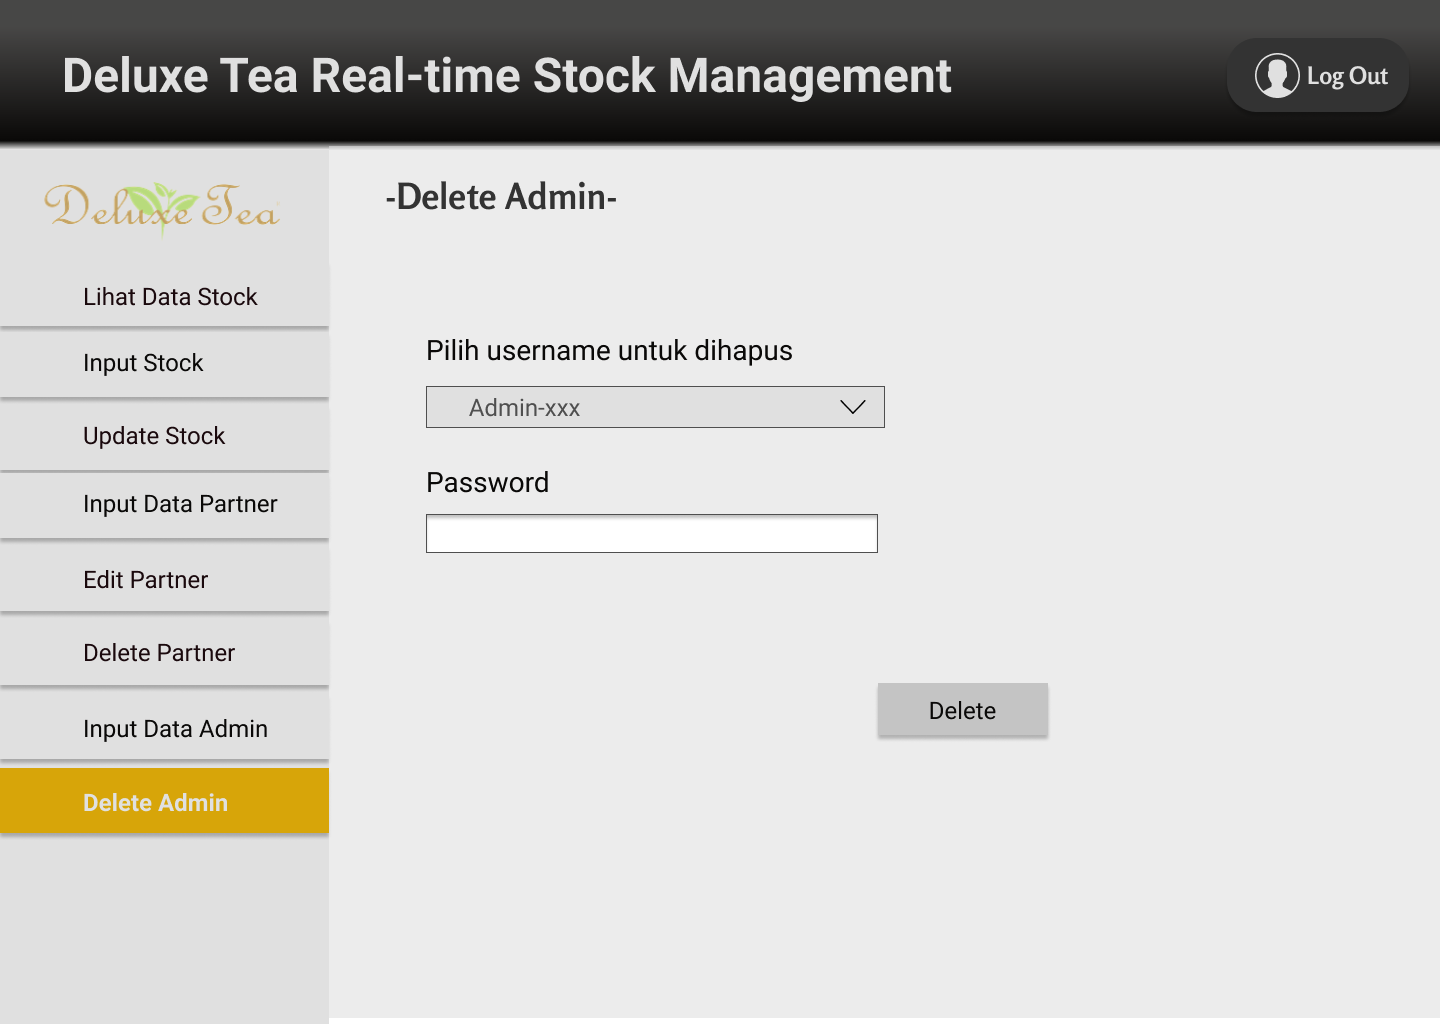 Deluxe Tea Real-time Stock Management
Log Out
Deluxe Tea
-Delete Admin-
Lihat Data Stock
Input Stock
Update Stock
Input Data Partner
Edit Partner
Delete Partner
Input Data Admin
Delete Admin
Pilih username untuk dihapus
Admin-xxx
Password
Delete